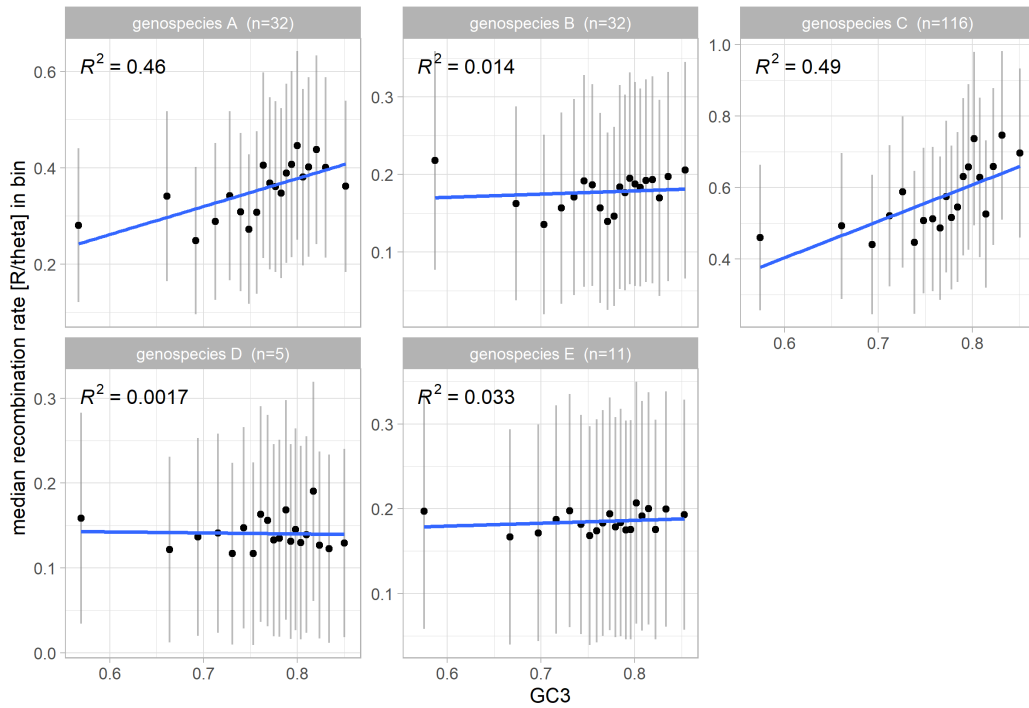 genospecies A (n=32)
genospecies B (n=32)
genospecies C (n=116)
R² = 0.46
R² = 0.014
R² = 0.49
0.6
0.4
0.2
0.3
0.2
0.1
1.0
0.8
0.6
0.4
0.6
0.7
0.8
genospecies D (n=5)
genospecies E (n=11)
R² = 0.0017
R² = 0.033
0.3
0.2
0.1
0.0
0.3
0.2
0.1
0.6
0.7
0.8
0.6
0.7
0.8
GC3
median recombination rate [R/theta] in bin